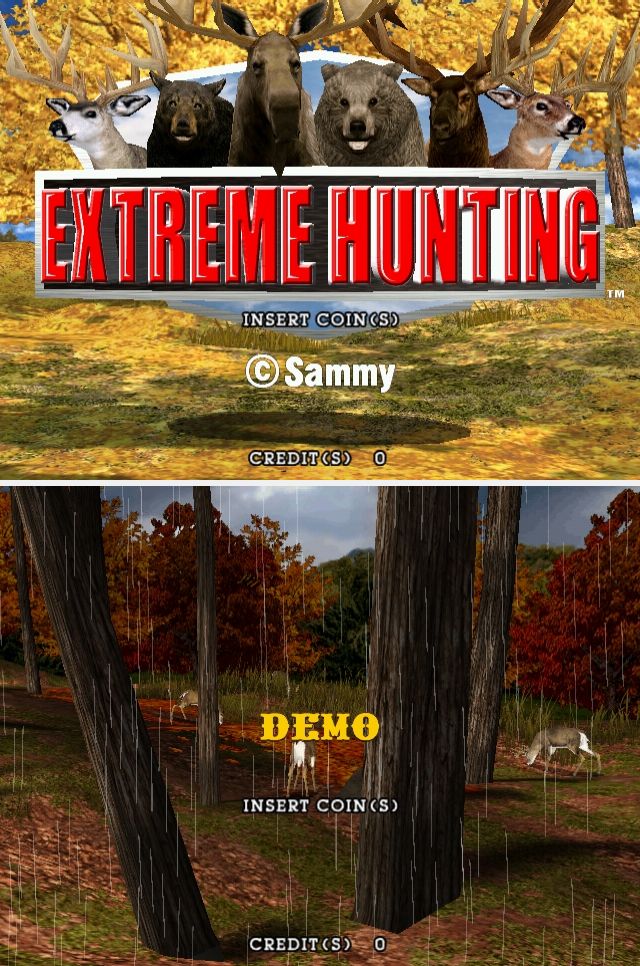 EXTREME HUNTING
TM
INSERT COIN(S)
© Sammy
CREDIT(S) 0
DEMO
INSERT COIN(S)
CREDIT(S) 0